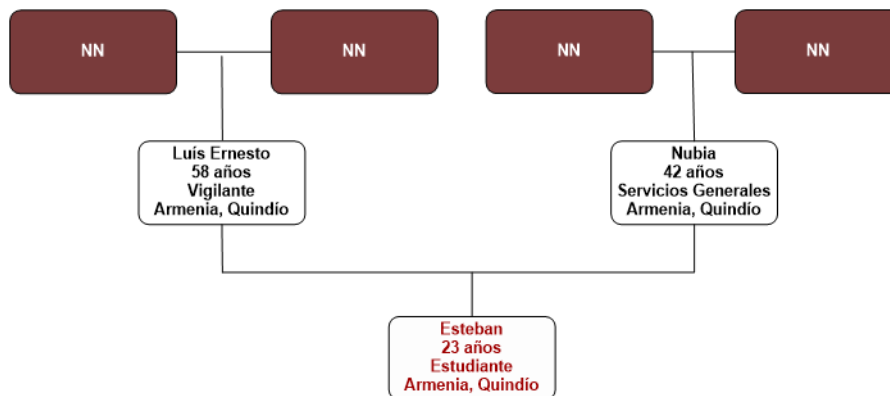 NN
NN
NN
NN
Luís Ernesto
58 años
Vigilante
Armenia, Quindío
Nubia
42 años
Servicios Generales
Armenia, Quindío
Esteban
23 años
Estudiante
Armenia, Quindío